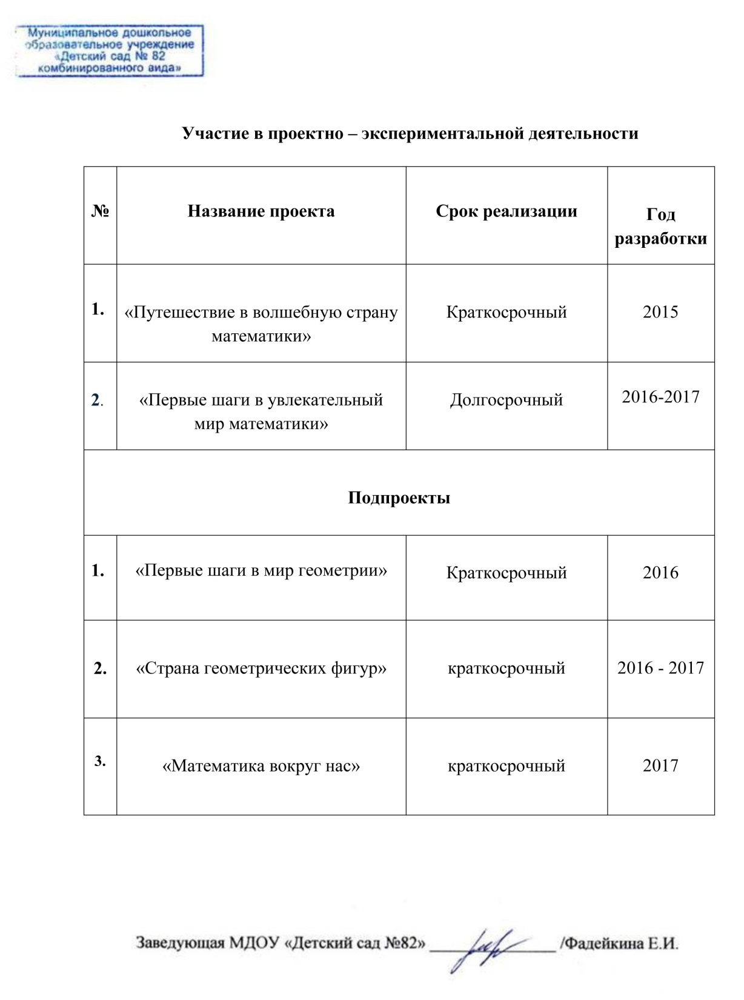 Муниципальное дошкольное
образовательное учреждение
«Детский сад № 82
комбинированного вида»
Участие в проектно – экспериментальной деятельности
№
Название проекта
Срок реализации
Год
разработки
1.
«Путешествие в волшебную страну
математики»
Краткосрочный
2015
2.
«Первые шаги в увлекательный
мир математики»
Долгосрочный
2016-2017
Подпроекты
1.
«Первые шаги в мир геометрии»
Краткосрочный
2016
2.
«Страна геометрических фигур»
краткосрочный
2016 - 2017
3.
«Математика вокруг нас»
краткосрочный
2017
Заведующая МДОУ «Детский сад №82» /Фадейкина Е.И.